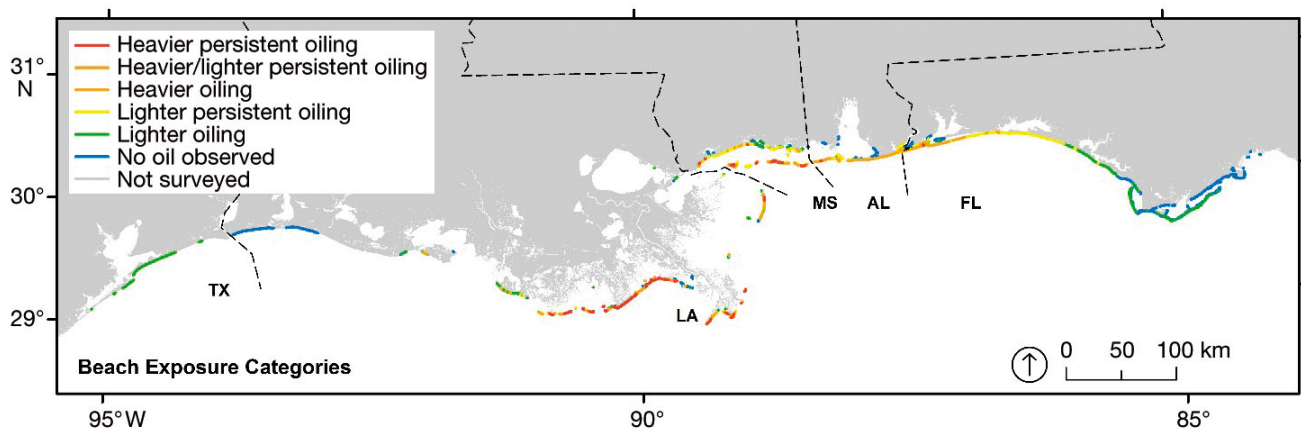 Heavier persistent oiling
Heavier/lighter persistent oiling
Heavier oiling
Lighter persistent oiling
Lighter oiling
No oil observed
Not surveyed
31°
N
30°
29°
TX
LA
MS
AL
FL
Beach Exposure Categories
0 50 100 km
95° W
90°
85°